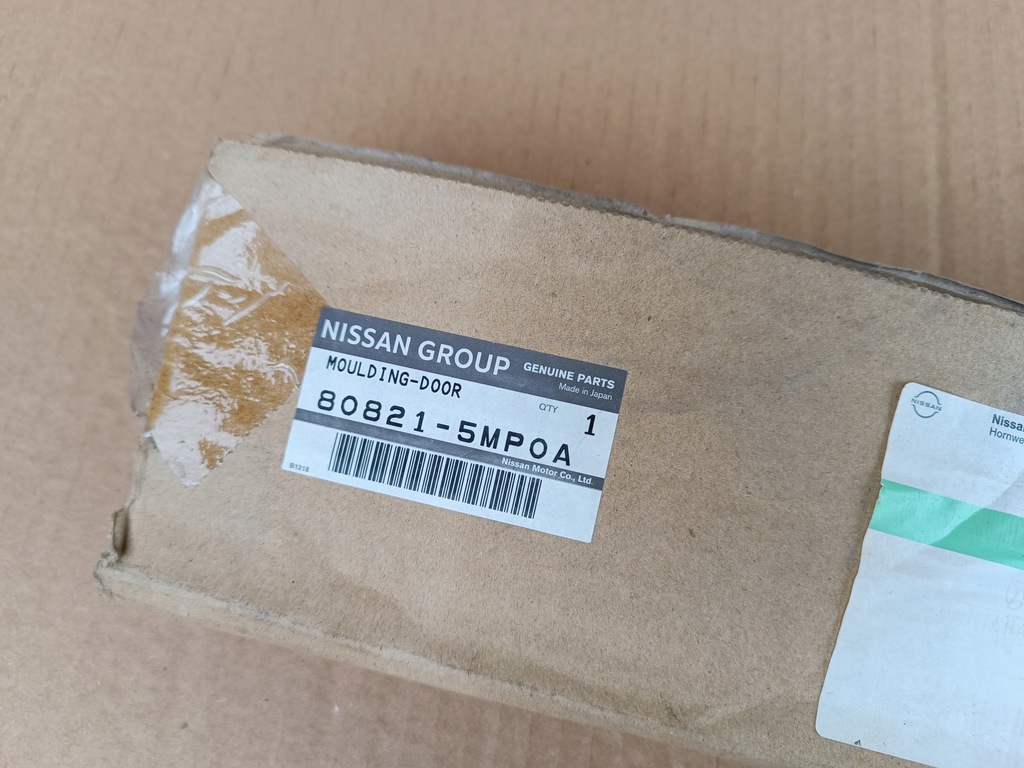 NISSAN GROUP GENUINE PARTS
Made in Japan
MOULDING-DOOR
QTY 1
80821-5MP0A
Nissan Motor Co., Ltd.
B1218
NISSAN
Nissa
Hornwe